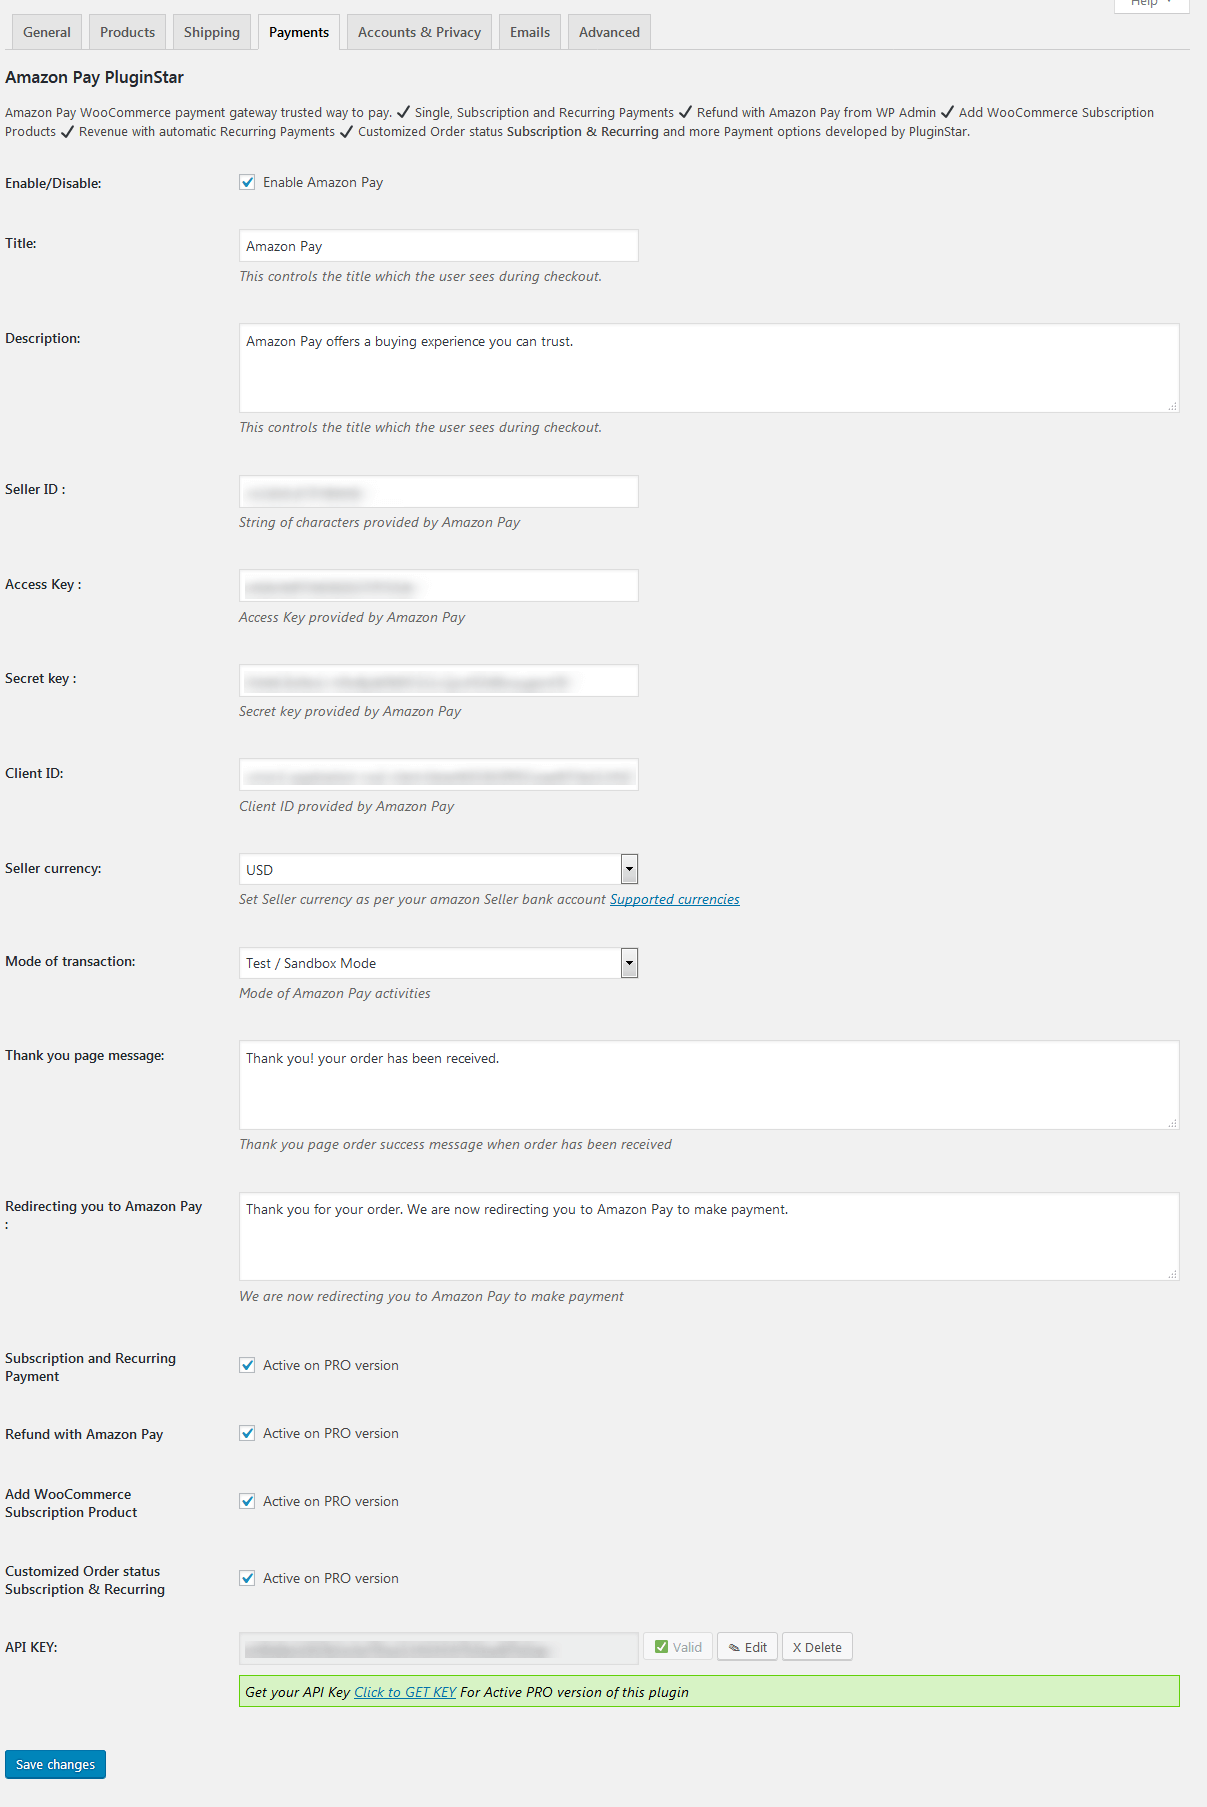 Help
General
Products
Shipping
Payments
Accounts & Privacy
Emails
Advanced
Amazon Pay PluginStar
Amazon Pay WooCommerce payment gateway trusted way to pay. ✓ Single, Subscription and Recurring Payments ✓ Refund with Amazon Pay from WP Admin ✓ Add WooCommerce Subscription
Products ✓ Revenue with automatic Recurring Payments ✓ Customized Order status Subscription & Recurring and more Payment options developed by PluginStar.
Enable/Disable:
Enable Amazon Pay
Title:
Amazon Pay
This controls the title which the user sees during checkout.
Description:
Amazon Pay offers a buying experience you can trust.
This controls the title which the user sees during checkout.
Seller ID :
String of characters provided by Amazon Pay
Access Key :
Access Key provided by Amazon Pay
Secret key :
Secret key provided by Amazon Pay
Client ID:
Client ID provided by Amazon Pay
Seller currency:
USD
Set Seller currency as per your amazon Seller bank account Supported currencies
Mode of transaction:
Test / Sandbox Mode
Mode of Amazon Pay activities
Thank you page message:
Thank you! your order has been received.
Thank you page order success message when order has been received
Redirecting you to Amazon Pay
:
Thank you for your order. We are now redirecting you to Amazon Pay to make payment.
We are now redirecting you to Amazon Pay to make payment
Subscription and Recurring
Payment
Active on PRO version
Refund with Amazon Pay
Active on PRO version
Add WooCommerce
Subscription Product
Active on PRO version
Customized Order status
Subscription & Recurring
Active on PRO version
API KEY:
Valid
Edit
X Delete
Get your API Key Click to GET KEY For Active PRO version of this plugin
Save changes